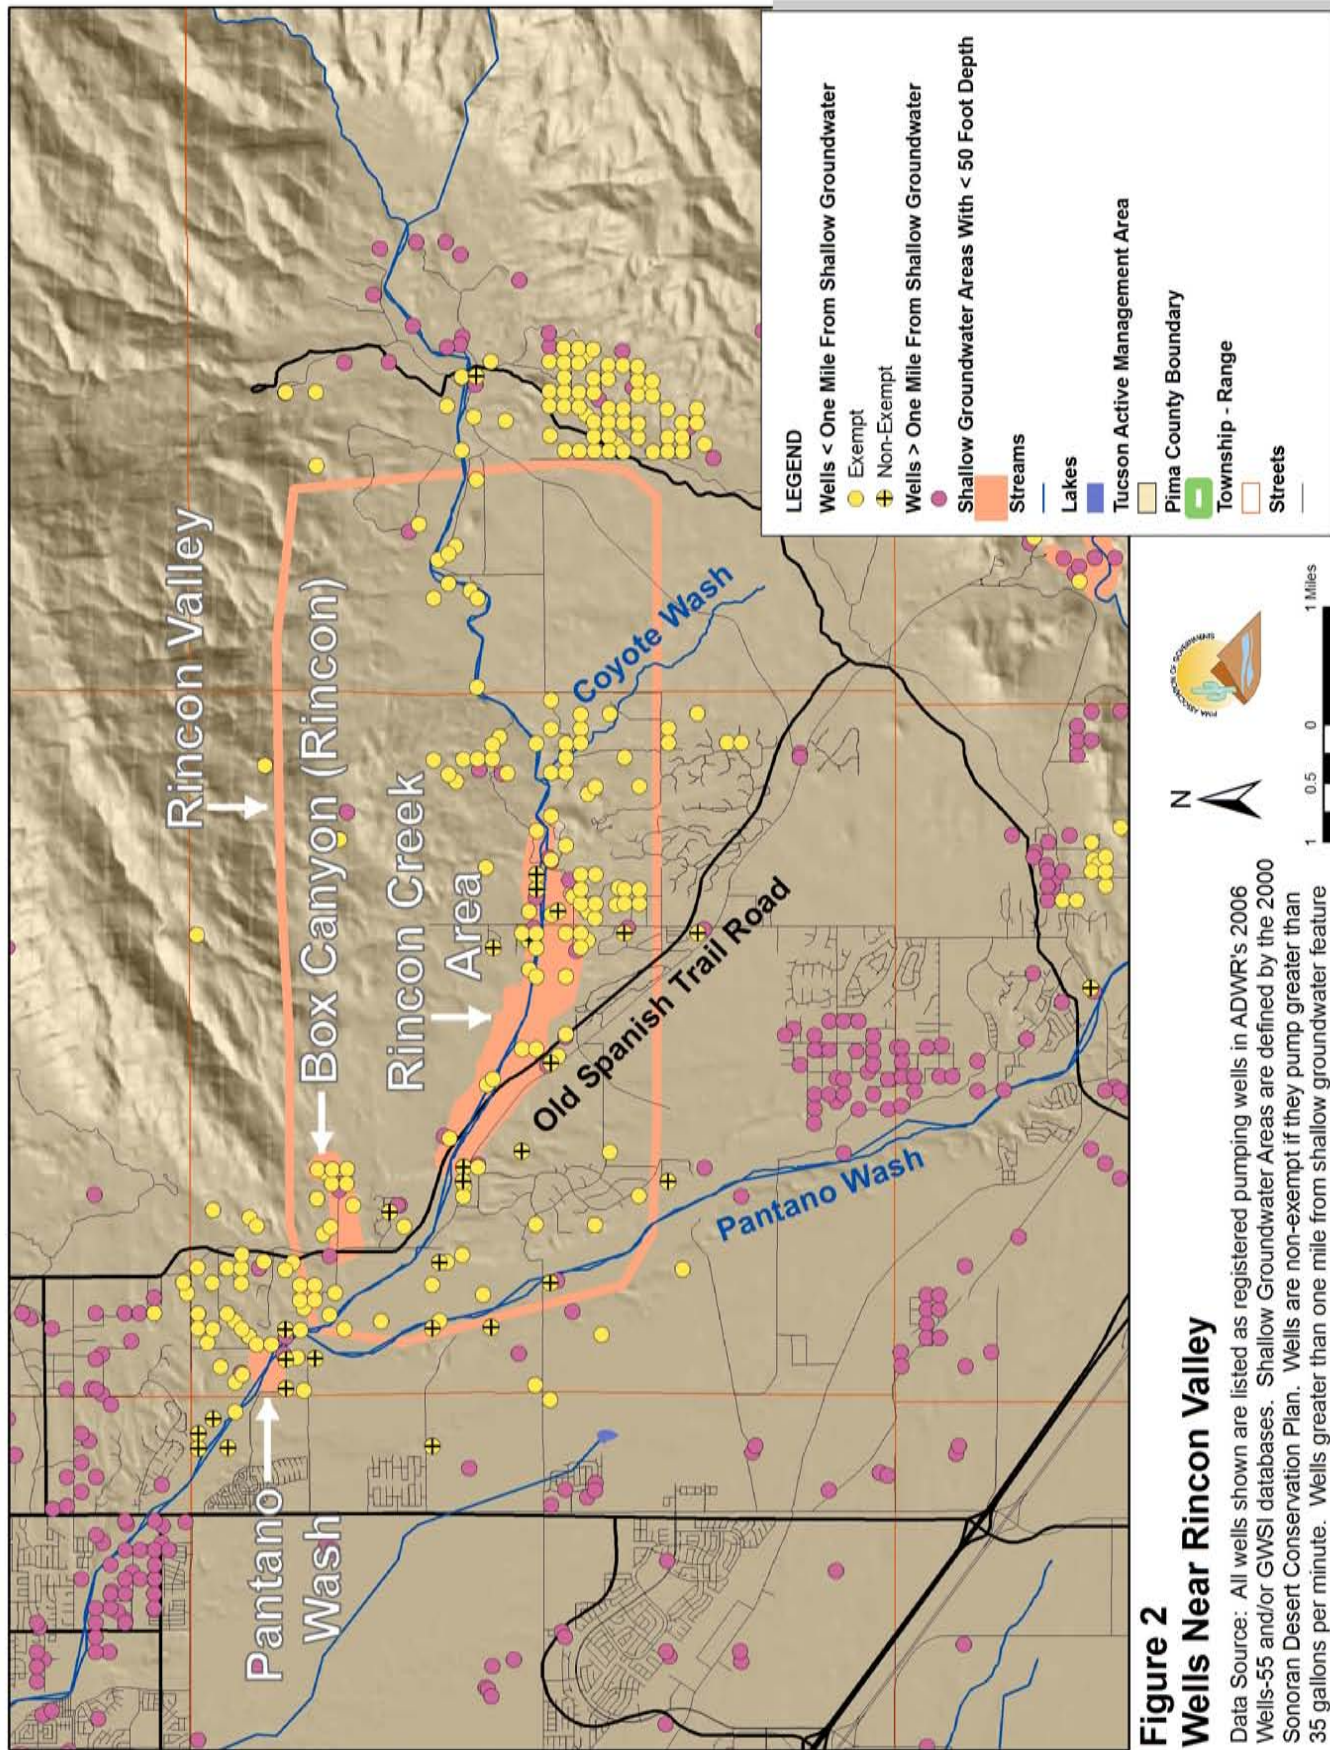 Rincon Valley
Box Canyon (Rincon)
Rincon Creek
Area
Coyote Wash
Old Spanish Trail Road
Pantano Wash
Pantano
Wash
LEGEND
Wells < One Mile From Shallow Groundwater
Exempt
Non-Exempt
Wells > One Mile From Shallow Groundwater
Shallow Groundwater Areas With < 50 Foot Depth
Streams
Lakes
Tucson Active Management Area
Pima County Boundary
Township - Range
Streets
N
PIMA ASSOCIATION OF GOVERNMENTS
1 0.5 0 1 Miles
Figure 2
Wells Near Rincon Valley
Data Source: All wells shown are listed as registered pumping wells in ADWR's 2006
Wells-55 and/or GWSI databases. Shallow Groundwater Areas are defined by the 2000
Sonoran Desert Conservation Plan. Wells are non-exempt if they pump greater than
35 gallons per minute. Wells greater than one mile from shallow groundwater feature